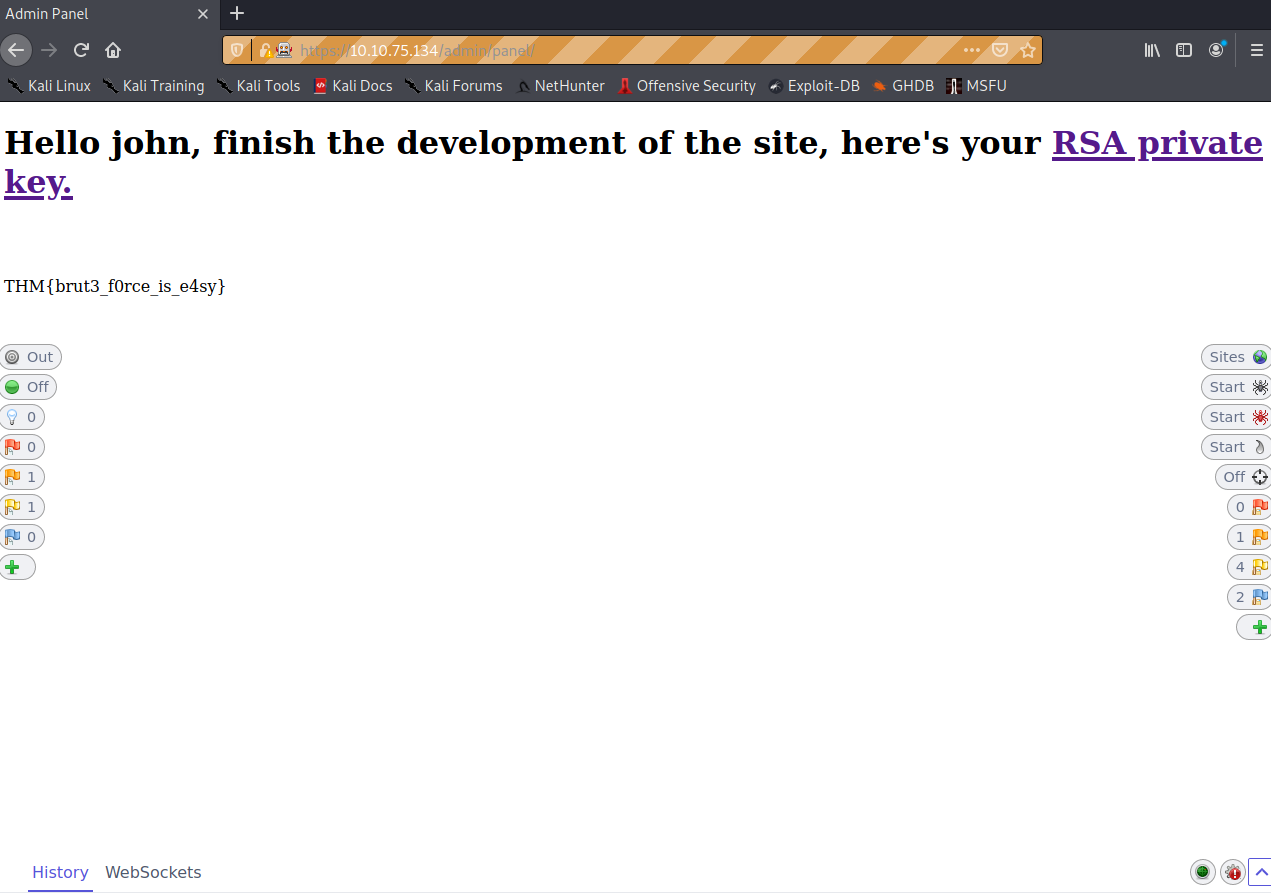 Admin Panel
https://10.10.75.134/admin/panel/
Kali Linux Kali Training Kali Tools Kali Docs Kali Forums NetHunter Offensive Security Exploit-DB GHDB MSFU
Hello john, finish the development of the site, here's your RSA private
key.
THM{brut3_f0rce_is_e4sy}
Out Sites
Off Start
0 Start
0 Start
1 Off
1 0
0 1
4
2
History WebSockets